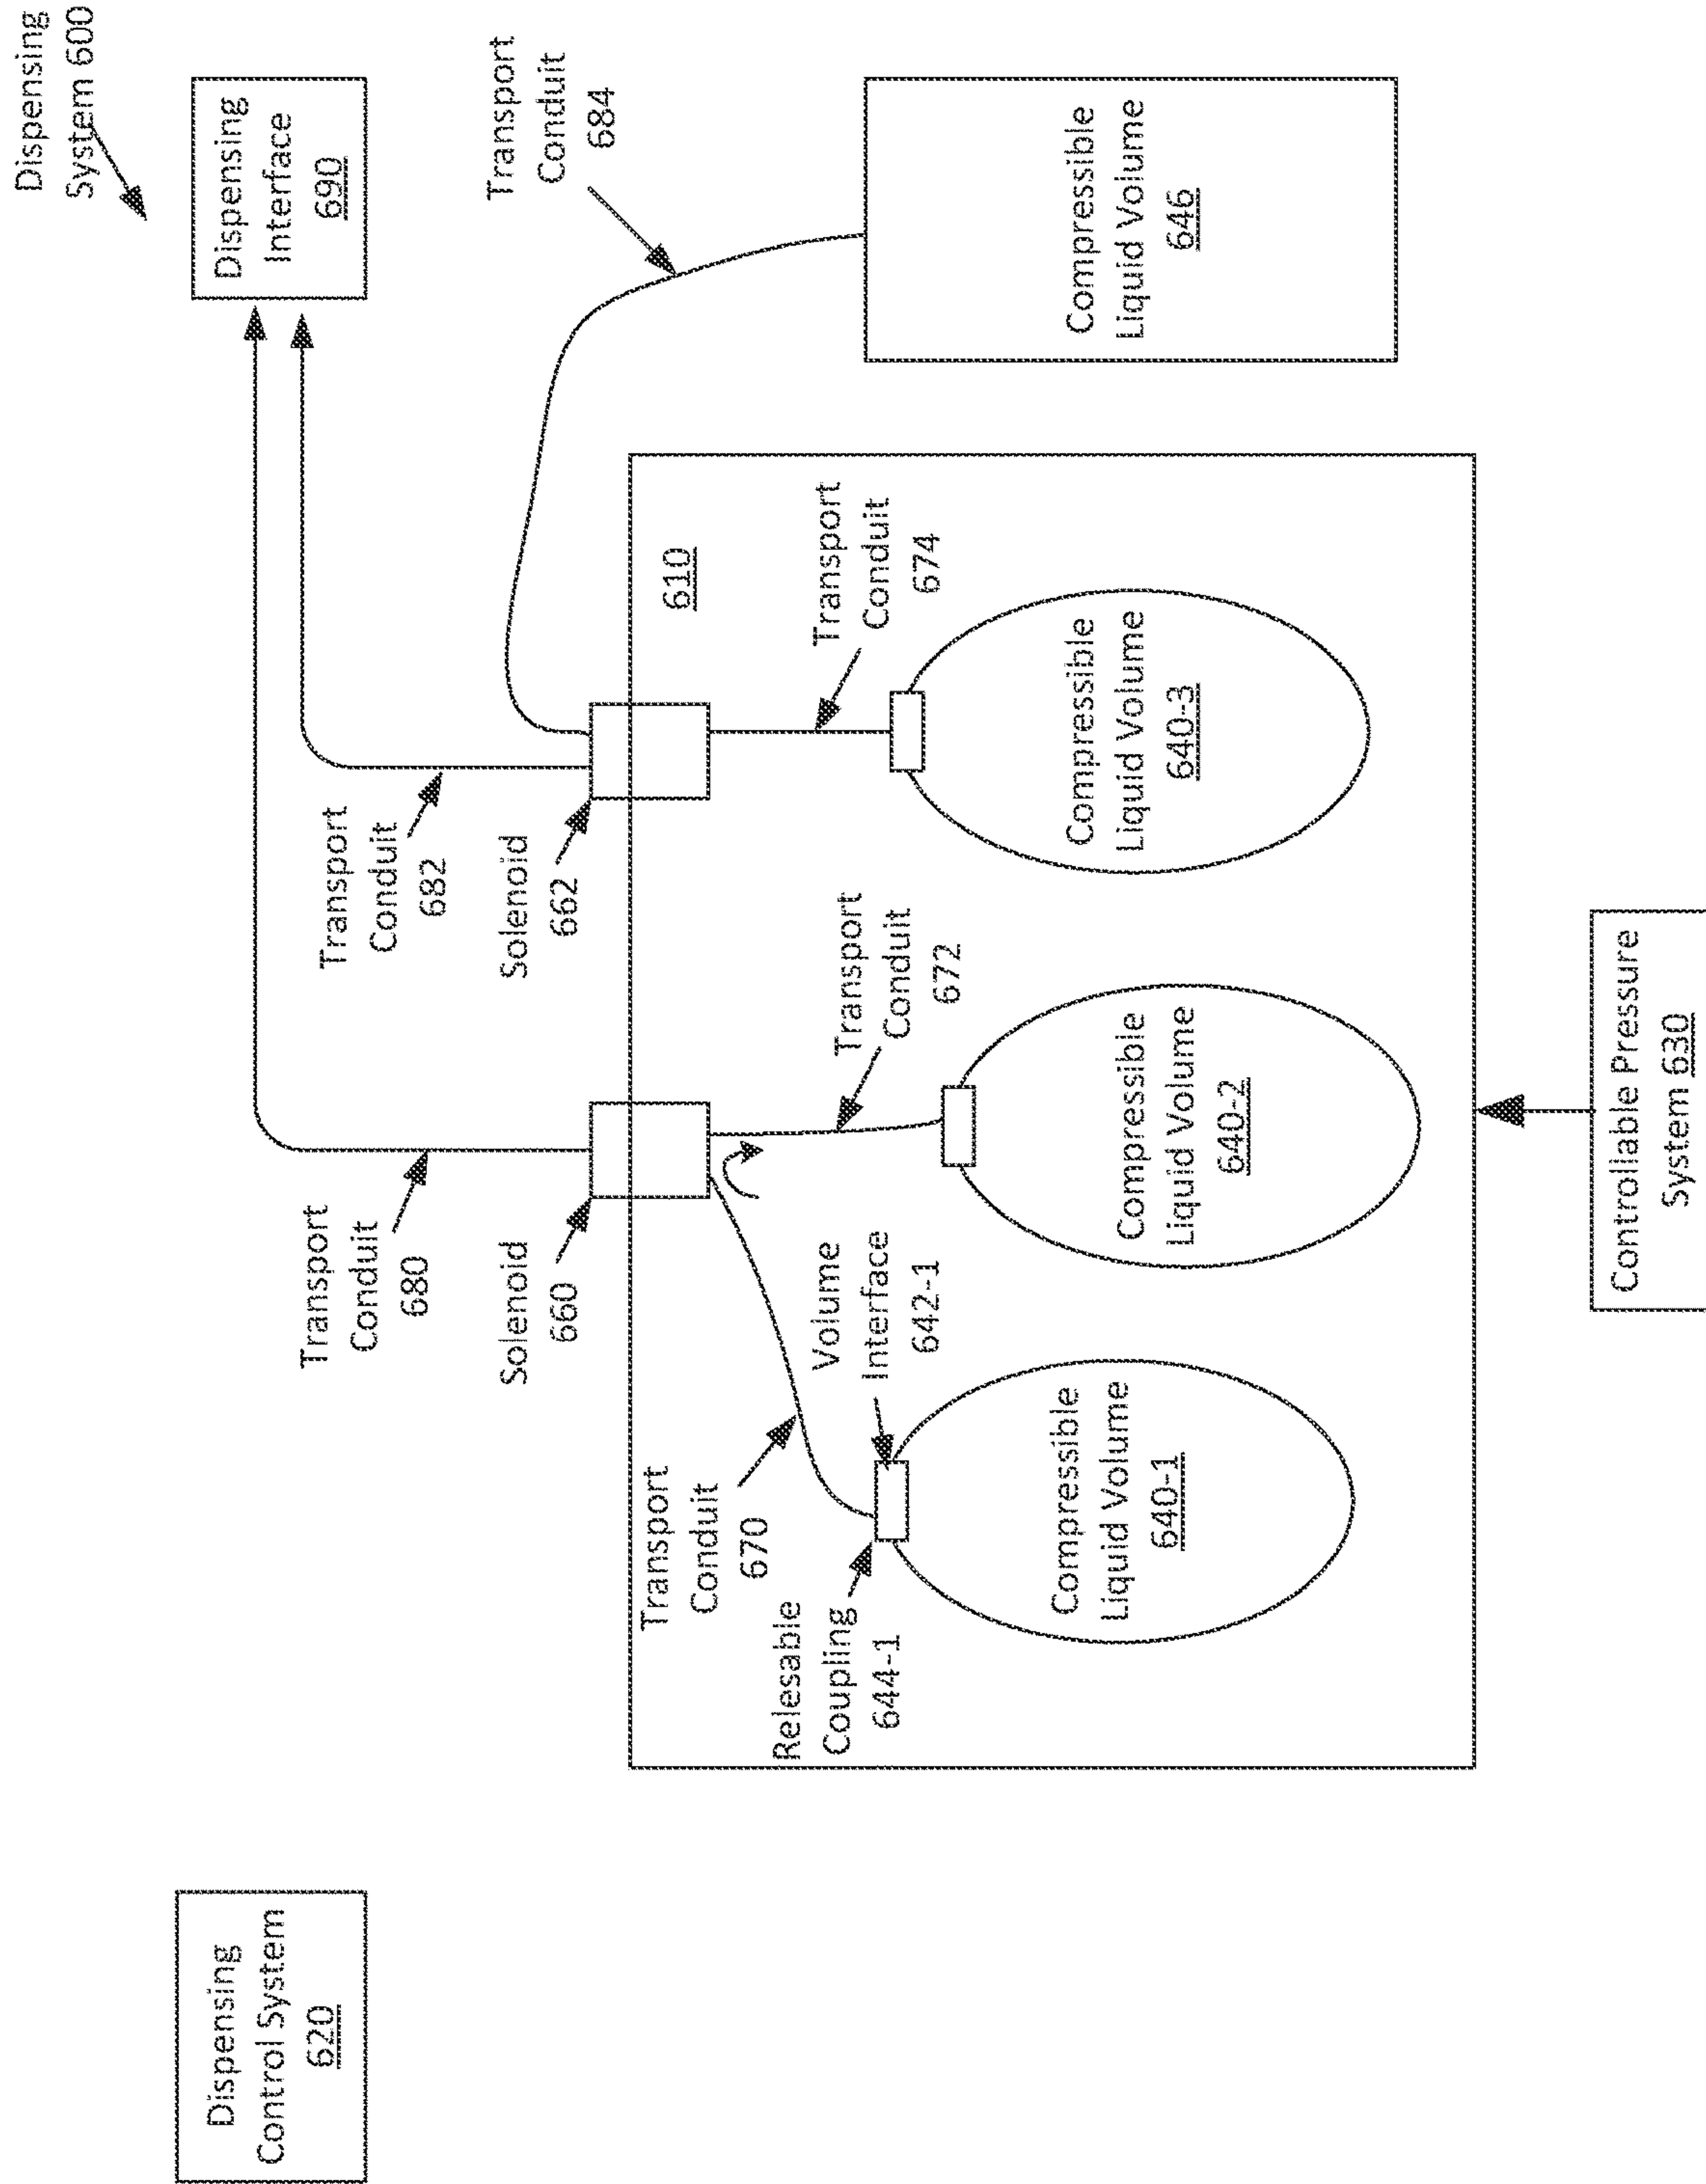 Dispensing
System 600
Dispensing
Control System
620
Dispensing
Interface
690
Transport
Conduit
680
Transport
Conduit
682
Transport
Conduit
684
Solenoid
660
Solenoid
662
610
Transport
Conduit
670
Relesable
Coupling
644-1
Volume
Interface
642-1
Transport
Conduit
672
Transport
Conduit
674
Compressible
Liquid Volume
640-1
Compressible
Liquid Volume
640-2
Compressible
Liquid Volume
640-3
Compressible
Liquid Volume
646
Controllable Pressure
System 630